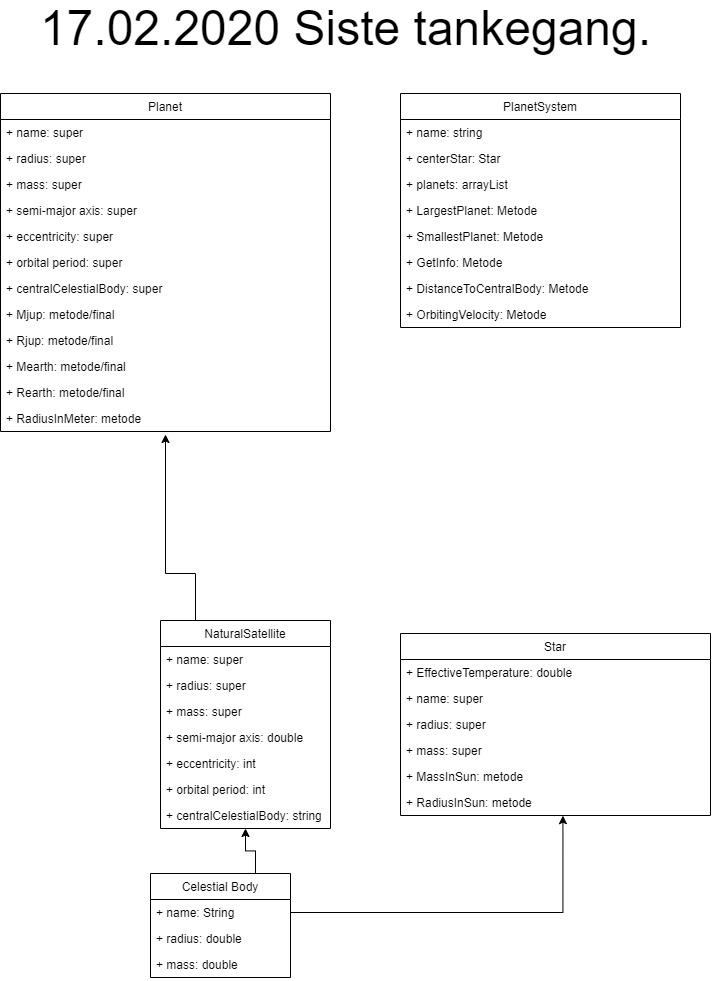 17.02.2020 Siste tankegang.
Planet
+ name: super
+ radius: super
+ mass: super
+ semi-major axis: super
+ eccentricity: super
+ orbital period: super
+ centralCelestialBody: super
+ Mjup: metode/final
+ Rjup: metode/final
+ Mearth: metode/final
+ Rearth: metode/final
+ RadiusInMeter: metode
PlanetSystem
+ name: string
+ centerStar: Star
+ planets: arrayList
+ LargestPlanet: Metode
+ SmallestPlanet: Metode
+ GetInfo: Metode
+ DistanceToCentralBody: Metode
+ OrbitingVelocity: Metode
NaturalSatellite
+ name: super
+ radius: super
+ mass: super
+ semi-major axis: double
+ eccentricity: int
+ orbital period: int
+ centralCelestialBody: string
Star
+ EffectiveTemperature: double
+ name: super
+ radius: super
+ mass: super
+ MassInSun: metode
+ RadiusInSun: metode
Celestial Body
+ name: String
+ radius: double
+ mass: double